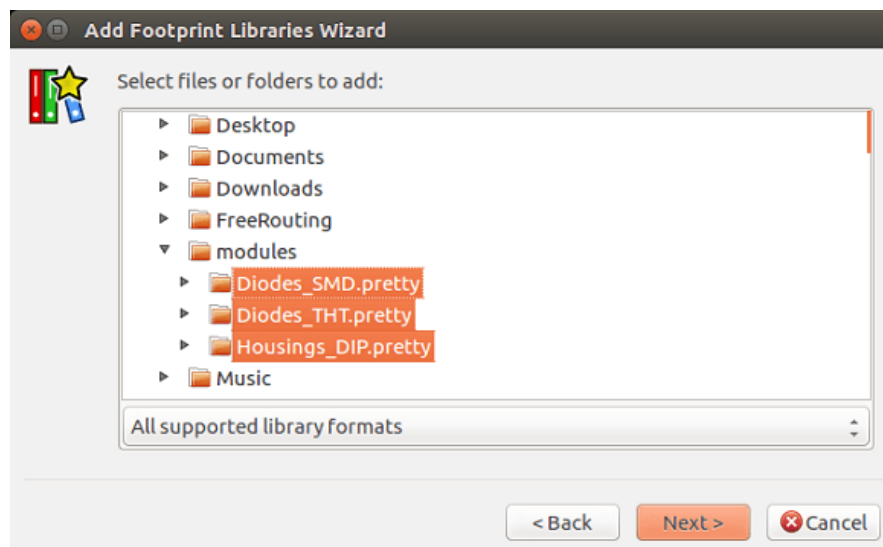 Add Footprint Libraries Wizard
Select files or folders to add:
Desktop
Documents
Downloads
FreeRouting
modules
Diodes_SMD.pretty
Diodes_THT.pretty
Housings_DIP.pretty
Music
All supported library formats
< Back Next > Cancel